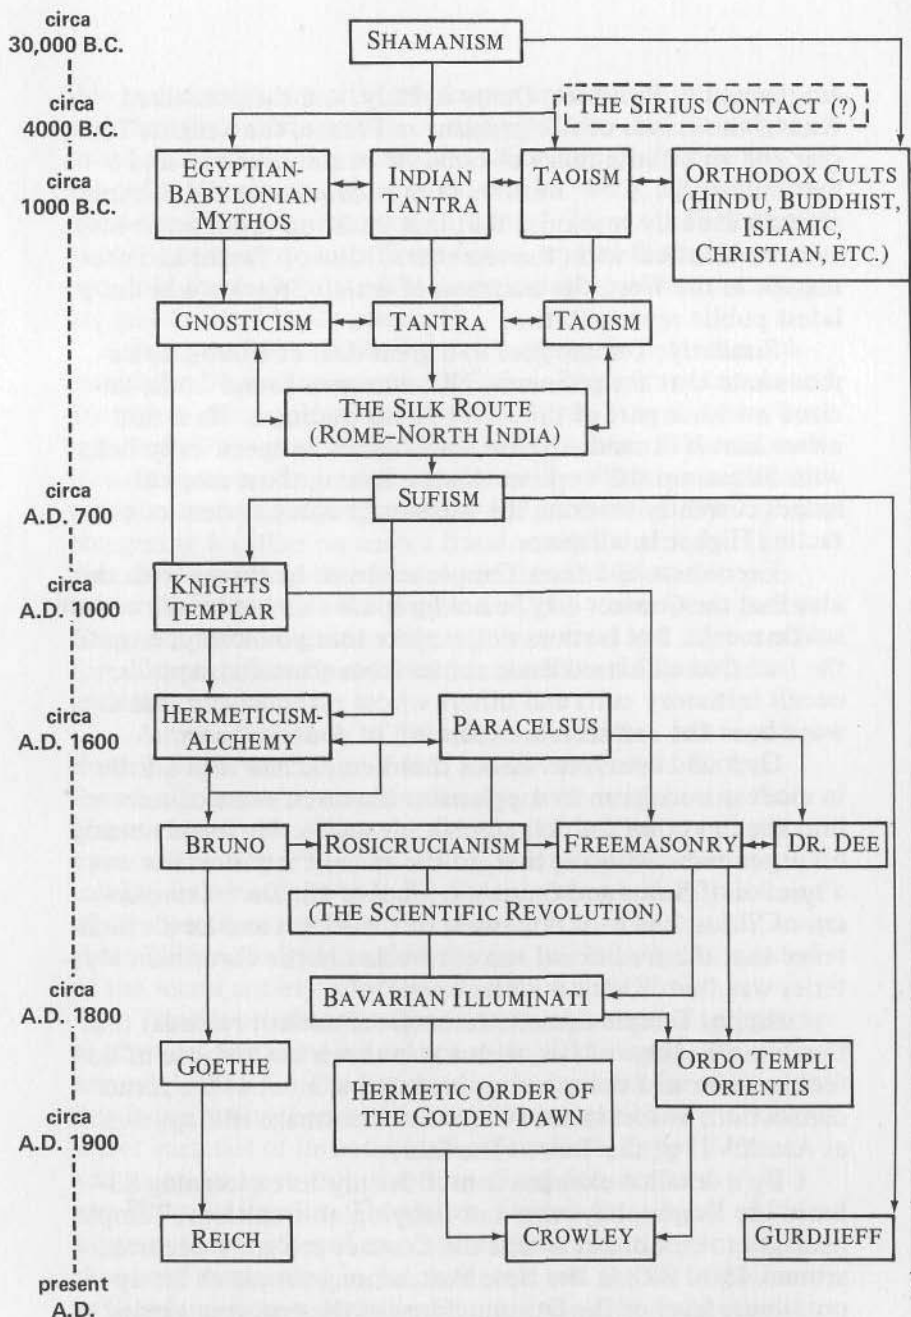 circa
30,000 B.C.
SHAMANISM
circa
4000 B.C.
THE SIRIUS CONTACT (?)
circa
1000 B.C.
EGYPTIAN-
BABYLONIAN
MYTHOS
INDIAN
TANTRA
TAOISM
ORTHODOX CULTS
(HINDU, BUDDHIST,
ISLAMIC,
CHRISTIAN, ETC.)
GNOSTICISM
TANTRA
TAOISM
THE SILK ROUTE
(ROME–NORTH INDIA)
circa
A.D. 700
SUFISM
circa
A.D. 1000
KNIGHTS
TEMPLAR
circa
A.D. 1600
HERMETICISM-
ALCHEMY
PARACELSUS
BRUNO
ROSICRUCIANISM
FREEMASONRY
DR. DEE
(THE SCIENTIFIC REVOLUTION)
circa
A.D. 1800
BAVARIAN ILLUMINATI
GOETHE
HERMETIC ORDER OF
THE GOLDEN DAWN
ORDO TEMPLI
ORIENTIS
circa
A.D. 1900
REICH
CROWLEY
GURDJIEFF
present
A.D.